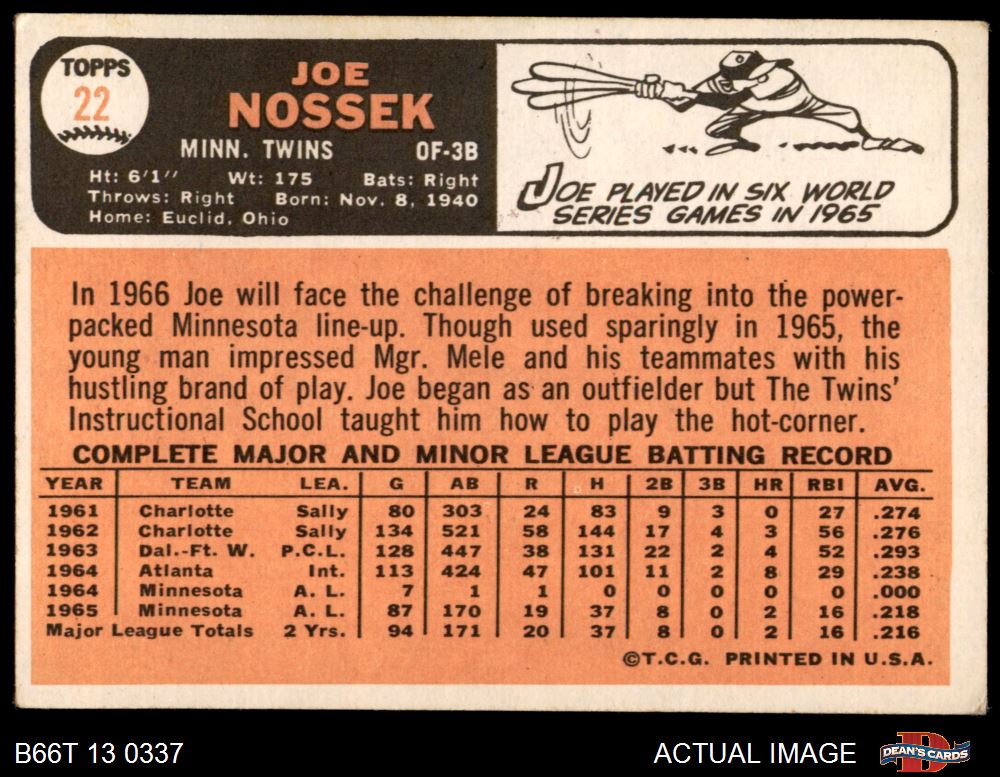 TOPPS
22
JOE
NOSSEK
MINN. TWINS OF-3B
Ht: 6'1" Wt: 175 Bats: Right
Throws: Right Born: Nov. 8, 1940
Home: Euclid, Ohio
JOE PLAYED IN SIX WORLD
SERIES GAMES IN 1965
In 1966 Joe will face the challenge of breaking into the power-
packed Minnesota line-up. Though used sparingly in 1965, the
young man impressed Mgr. Mele and his teammates with his
hustling brand of play. Joe began as an outfielder but The Twins'
Instructional School taught him how to play the hot-corner.
COMPLETE MAJOR AND MINOR LEAGUE BATTING RECORD
YEAR TEAM LEA. G AB R H 2B 3B HR RBI AVG.
1961 Charlotte Sally 80 303 24 83 9 3 0 27 .274
1962 Charlotte Sally 134 521 58 144 17 4 3 56 .276
1963 Dal.-Ft. W. P.C.L. 128 447 38 131 22 2 4 52 .293
1964 Atlanta Int. 113 424 47 101 11 2 8 29 .238
1964 Minnesota A. L. 7 1 1 0 0 0 0 0 .000
1965 Minnesota A. L. 87 170 19 37 8 0 2 16 .218
Major League Totals 2 Yrs. 94 171 20 37 8 0 2 16 .216
©T.C.G. PRINTED IN U.S.A.
B66T 13 0337 ACTUAL IMAGE DEAN'S CARDS